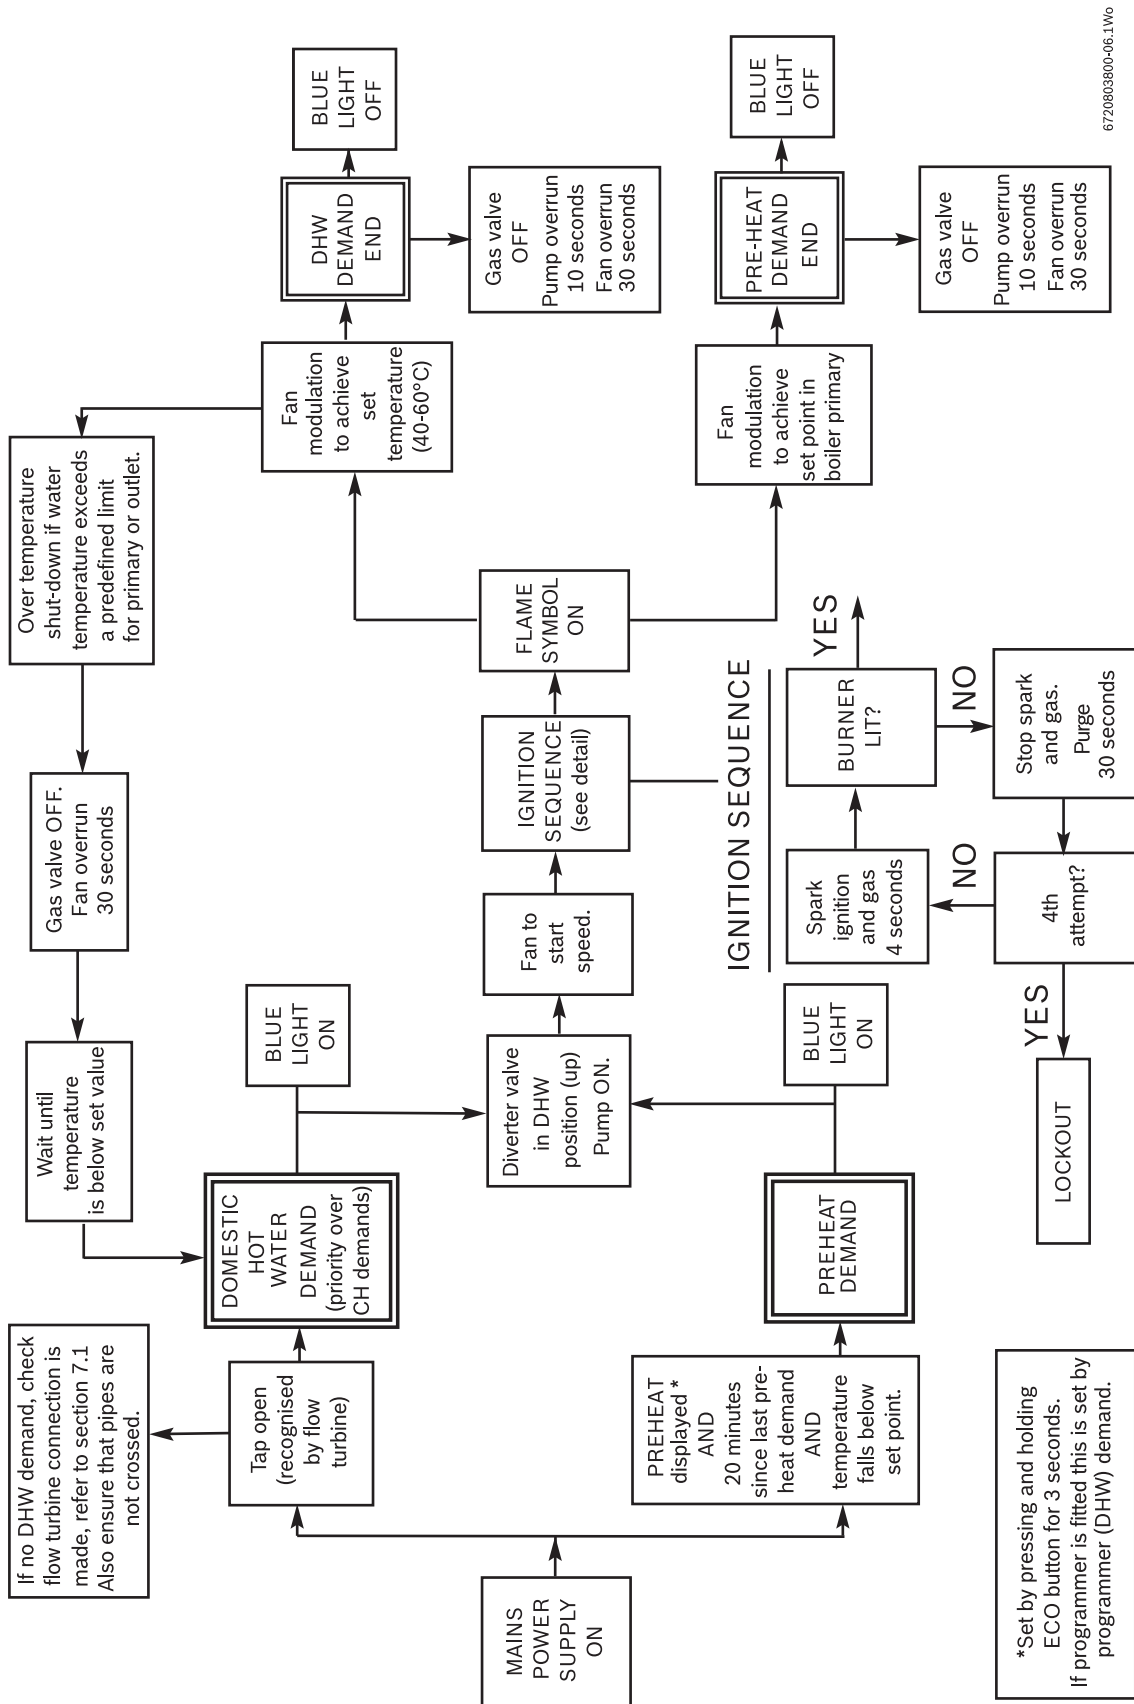 If no DHW demand, check
flow turbine connection is
made, refer to section 7.1
Also ensure that pipes are
not crossed.
Wait until
temperature
is below set value
Gas valve OFF.
Fan overrun
30 seconds
Over temperature
shut-down if water
temperature exceeds
a predefined limit
for primary or outlet.
MAINS
POWER
SUPPLY
ON
Tap open
(recognised
by flow
turbine)
DOMESTIC
HOT
WATER
DEMAND
(priority over
CH demands)
BLUE
LIGHT
ON
Diverter valve
in DHW
position (up)
Pump ON.
Fan to
start
speed.
IGNITION
SEQUENCE
(see detail)
FLAME
SYMBOL
ON
Fan
modulation
to achieve
set
temperature
(40-60°C)
DHW
DEMAND
END
BLUE
LIGHT
OFF
Gas valve
OFF
Pump overrun
10 seconds
Fan overrun
30 seconds
PREHEAT
displayed *
AND
20 minutes
since last pre-
heat demand
AND
temperature
falls below
set point.
PREHEAT
DEMAND
BLUE
LIGHT
ON
Fan
modulation
to achieve
set point in
boiler primary
PRE-HEAT
DEMAND
END
BLUE
LIGHT
OFF
Gas valve
OFF
Pump overrun
10 seconds
Fan overrun
30 seconds
IGNITION SEQUENCE
Spark
ignition
and gas
4 seconds
BURNER
LIT?
YES
NO
Stop spark
and gas.
Purge
30 seconds
4th
attempt?
NO
YES
LOCKOUT
*Set by pressing and holding
ECO button for 3 seconds.
If programmer is fitted this is set by
programmer (DHW) demand.
6720803800-06.1Wo